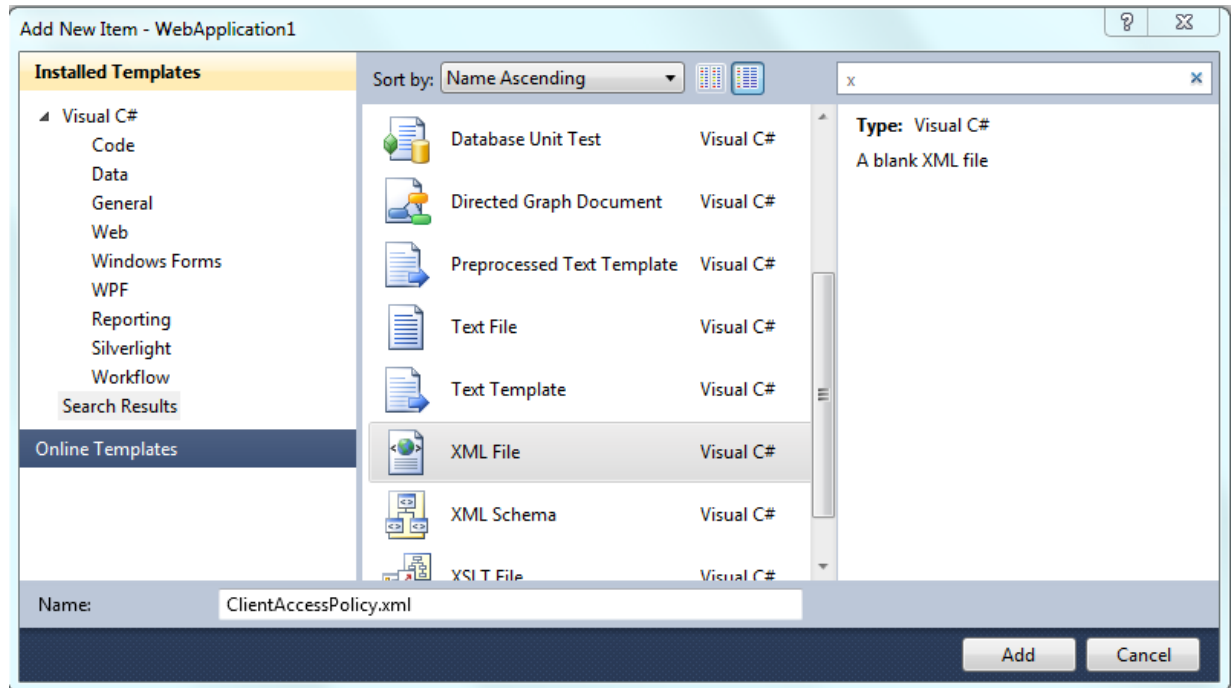 Add New Item - WebApplication1
Installed Templates
Visual C#
Code
Data
General
Web
Windows Forms
WPF
Reporting
Silverlight
Workflow
Search Results
Online Templates
Sort by: Name Ascending
Database Unit Test Visual C#
Directed Graph Document Visual C#
Preprocessed Text Template Visual C#
Text File Visual C#
Text Template Visual C#
XML File Visual C#
XML Schema Visual C#
XSLT File Visual C#
x
Type: Visual C#
A blank XML file
Name: ClientAccessPolicy.xml
Add Cancel